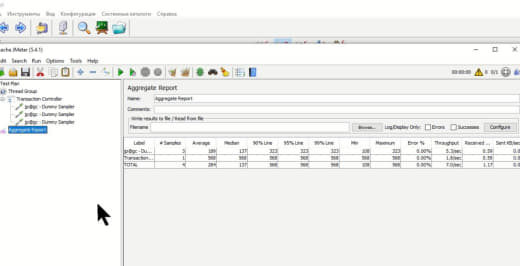 Инструменты Вид Конфигурации Системные каталоги Справка
ache JMeter (5.4.1)
Edit Search Run Options Tools Help
00:00:00 0 0/1
Test Plan
Thread Group
Transaction Controller
jp@gc - Dummy Sampler
jp@gc - Dummy Sampler
jp@gc - Dummy Sampler
Aggregate Report
Aggregate Report
Name: Aggregate Report
Comments:
Write results to file / Read from file
Filename Browse... Log/Display Only: Errors Successes Configure
Label # Samples Average Median 90% Line 95% Line 99% Line Min Maximum Error % Throughput Received ... Sent KB/sec
jp@gc - Du... 3 189 137 323 323 323 108 323 0.00% 5.3/sec 0.59
Transaction... 1 568 568 568 568 568 568 568 0.00% 1.8/sec 0.59
TOTAL 4 284 137 568 568 568 108 568 0.00% 7.0/sec 1.17